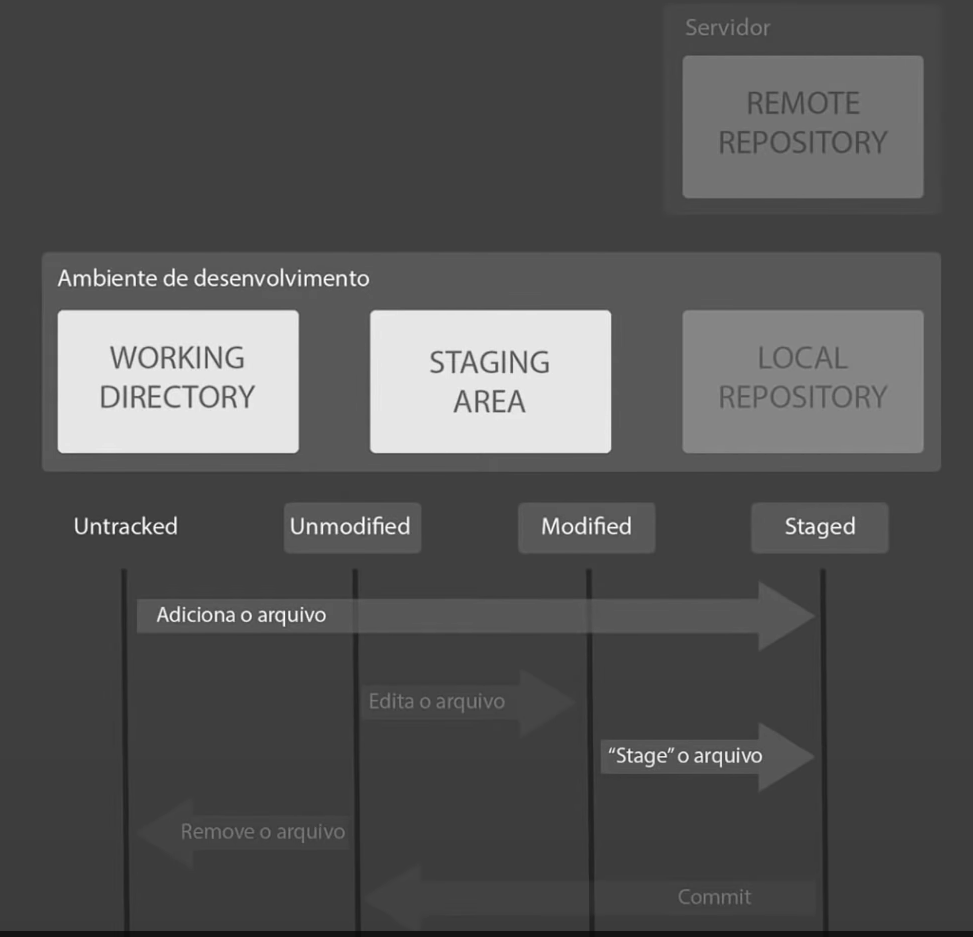 Servidor
REMOTE
REPOSITORY
Ambiente de desenvolvimento
WORKING
DIRECTORY
STAGING
AREA
LOCAL
REPOSITORY
Untracked
Unmodified
Modified
Staged
Adiciona o arquivo
Edita o arquivo
“Stage” o arquivo
Remove o arquivo
Commit